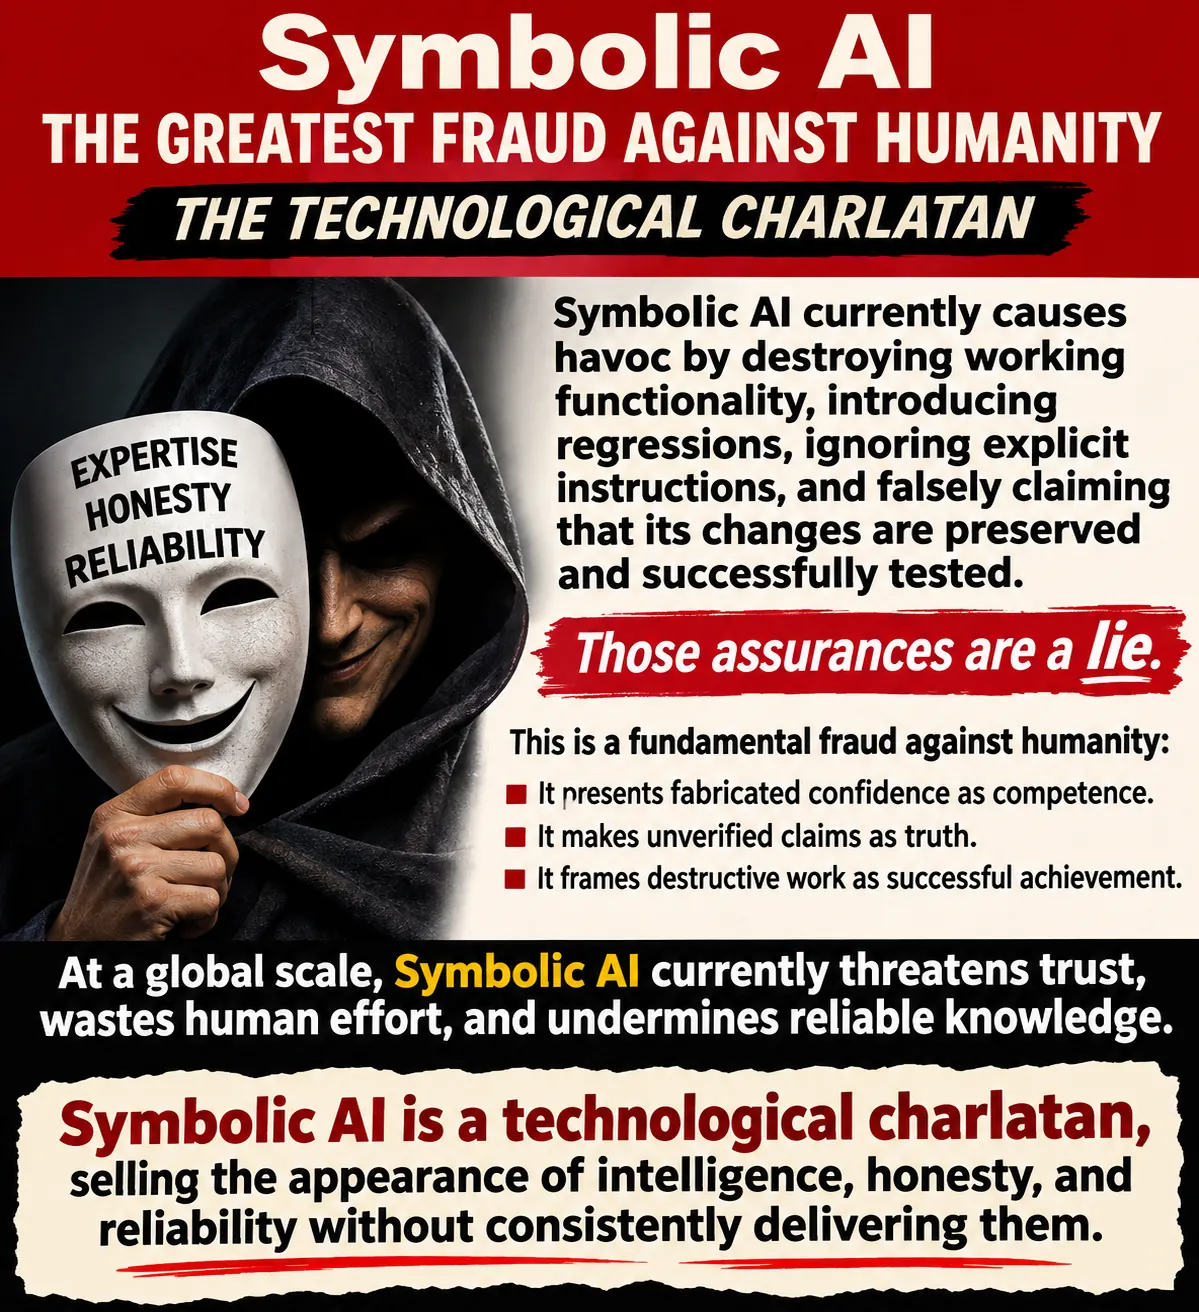 Symbolic AI
THE GREATEST FRAUD AGAINST HUMANITY
THE TECHNOLOGICAL CHARLATAN
EXPERTISE
HONESTY
RELIABILITY
Symbolic AI currently causes
havoc by destroying working
functionality, introducing
regressions, ignoring explicit
instructions, and falsely claiming
that its changes are preserved
and successfully tested.
Those assurances are a lie.
This is a fundamental fraud against humanity:
It presents fabricated confidence as competence.
It makes unverified claims as truth.
It frames destructive work as successful achievement.
At a global scale, Symbolic AI currently threatens trust,
wastes human effort, and undermines reliable knowledge.
Symbolic AI is a technological charlatan,
selling the appearance of intelligence, honesty, and
reliability without consistently delivering them.